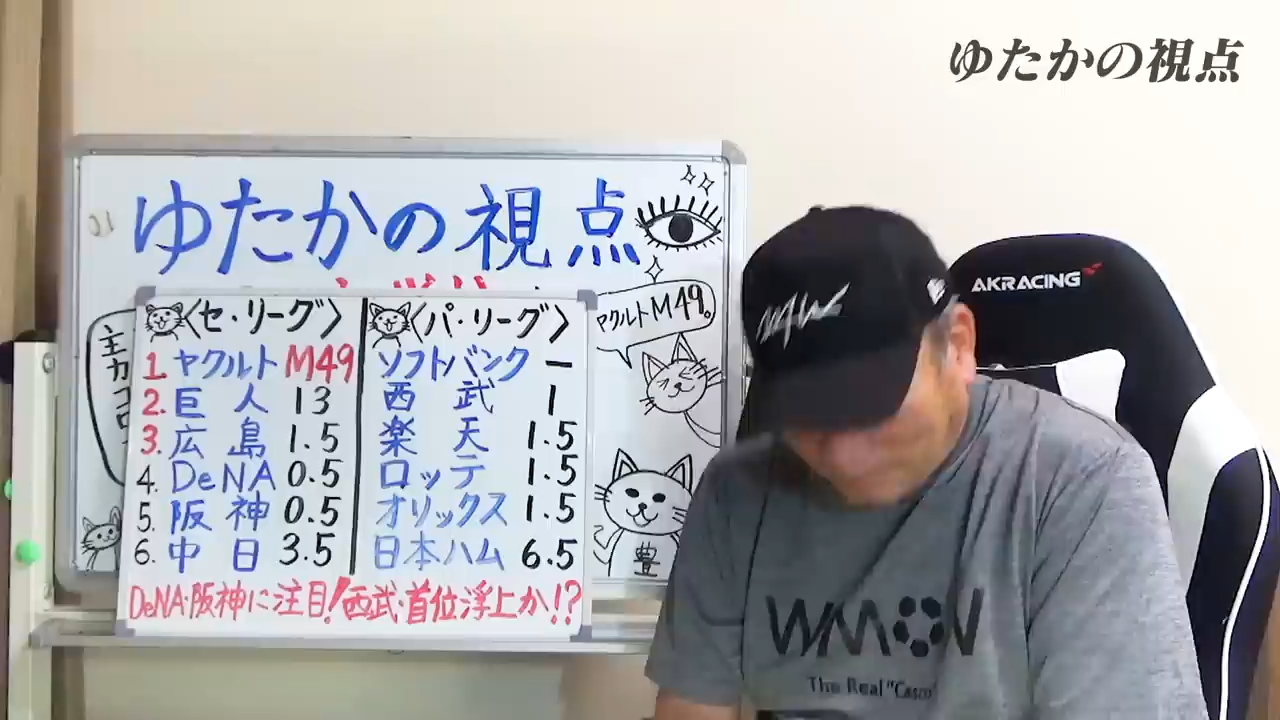 ゆたかの視点
ゆたかの視点
ヤクルトM49。
主力
〈セ・リーグ〉
1. ヤクルト M49
2. 巨人 13
3. 広島 1.5
4. DeNA 0.5
5. 阪神 0.5
6. 中日 3.5
〈パ・リーグ〉
ソフトバンク ー
西武 1
楽天 1.5
ロッテ 1.5
オリックス 1.5
日本ハム 6.5
DeNA・阪神に注目!西武・首位浮上か!?
豊
AKRACING
WMON
The Real "Casu